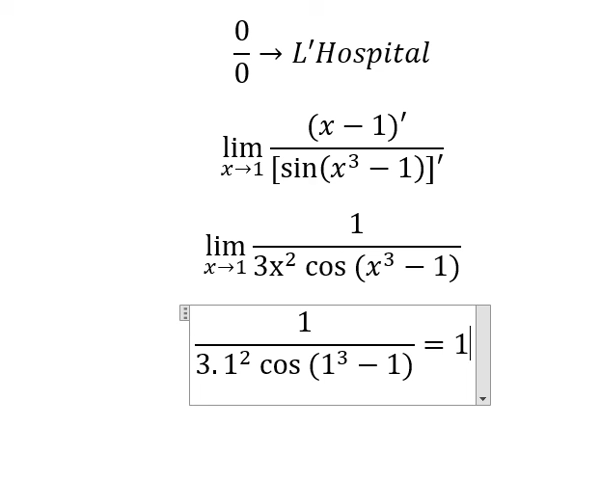 0/0 → L′Hospital
lim x→1 (x − 1)′/[sin(x³ − 1)]′
lim x→1 1/3x² cos (x³ − 1)
1/3.1² cos (1³ − 1) = 1